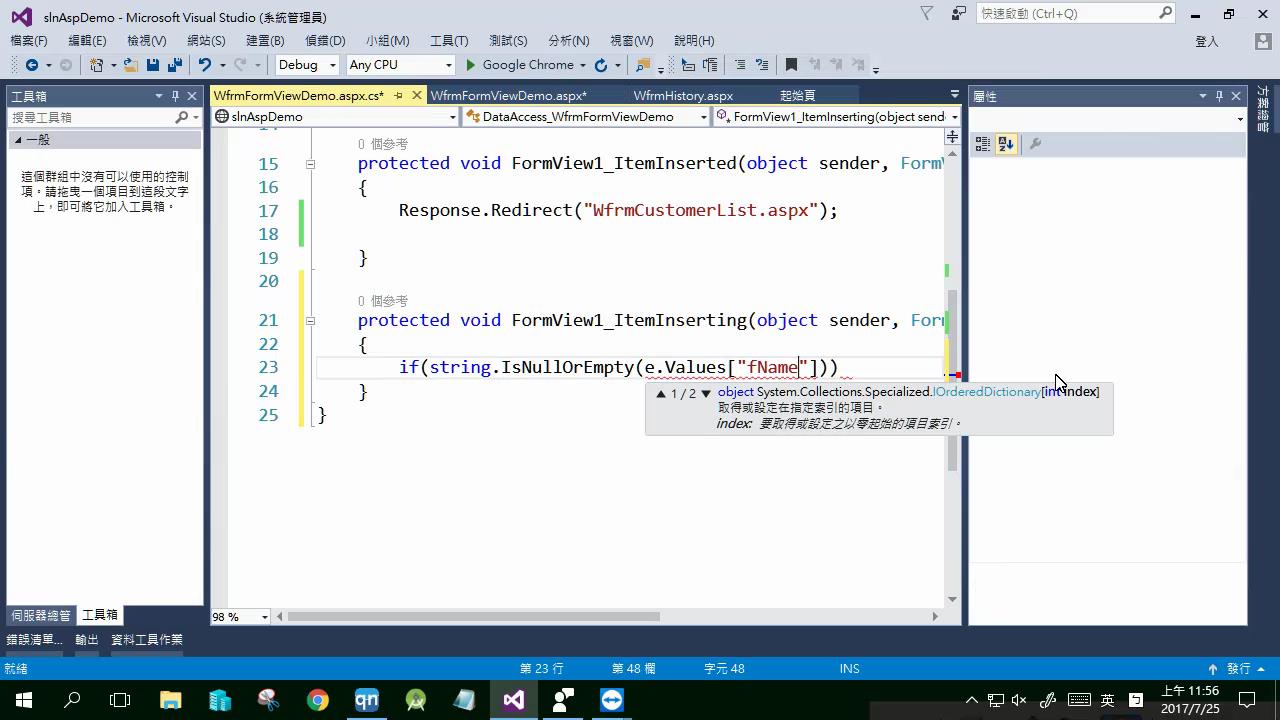 slnAspDemo - Microsoft Visual Studio (系統管理員)
快速啟動 (Ctrl+Q)
檔案(F) 編輯(E) 檢視(V) 網站(S) 建置(B) 偵錯(D) 小組(M) 工具(T) 測試(S) 分析(N) 視窗(W) 說明(H) 登入
Debug Any CPU Google Chrome
工具箱
搜尋工具箱
一般
這個群組中沒有可以使用的控制
項。請拖曳一個項目到這段文字
上，即可將它加入工具箱。
伺服器總管 工具箱
WfrmFormViewDemo.aspx.cs* WfrmFormViewDemo.aspx* WfrmHistory.aspx 起始頁
slnAspDemo DataAccess_WfrmFormViewDemo FormView1_ItemInserting(object send
0 個參考
15 protected void FormView1_ItemInserted(object sender, Form
16 {
17 Response.Redirect("WfrmCustomerList.aspx");
18
19 }
20
0 個參考
21 protected void FormView1_ItemInserting(object sender, For
22 {
23 if(string.IsNullOrEmpty(e.Values["fName"]))
24 }
25 }
1 / 2 object System.Collections.Specialized.IOrderedDictionary[int index]
取得或設定在指定索引的項目。
index: 要取得或設定之以零起始的項目索引。
98 %
屬性
方案總管
錯誤清單... 輸出 資料工具作業
就緒 第 23 行 第 48 欄 字元 48 INS 發行
qn
英
上午 11:56
2017/7/25